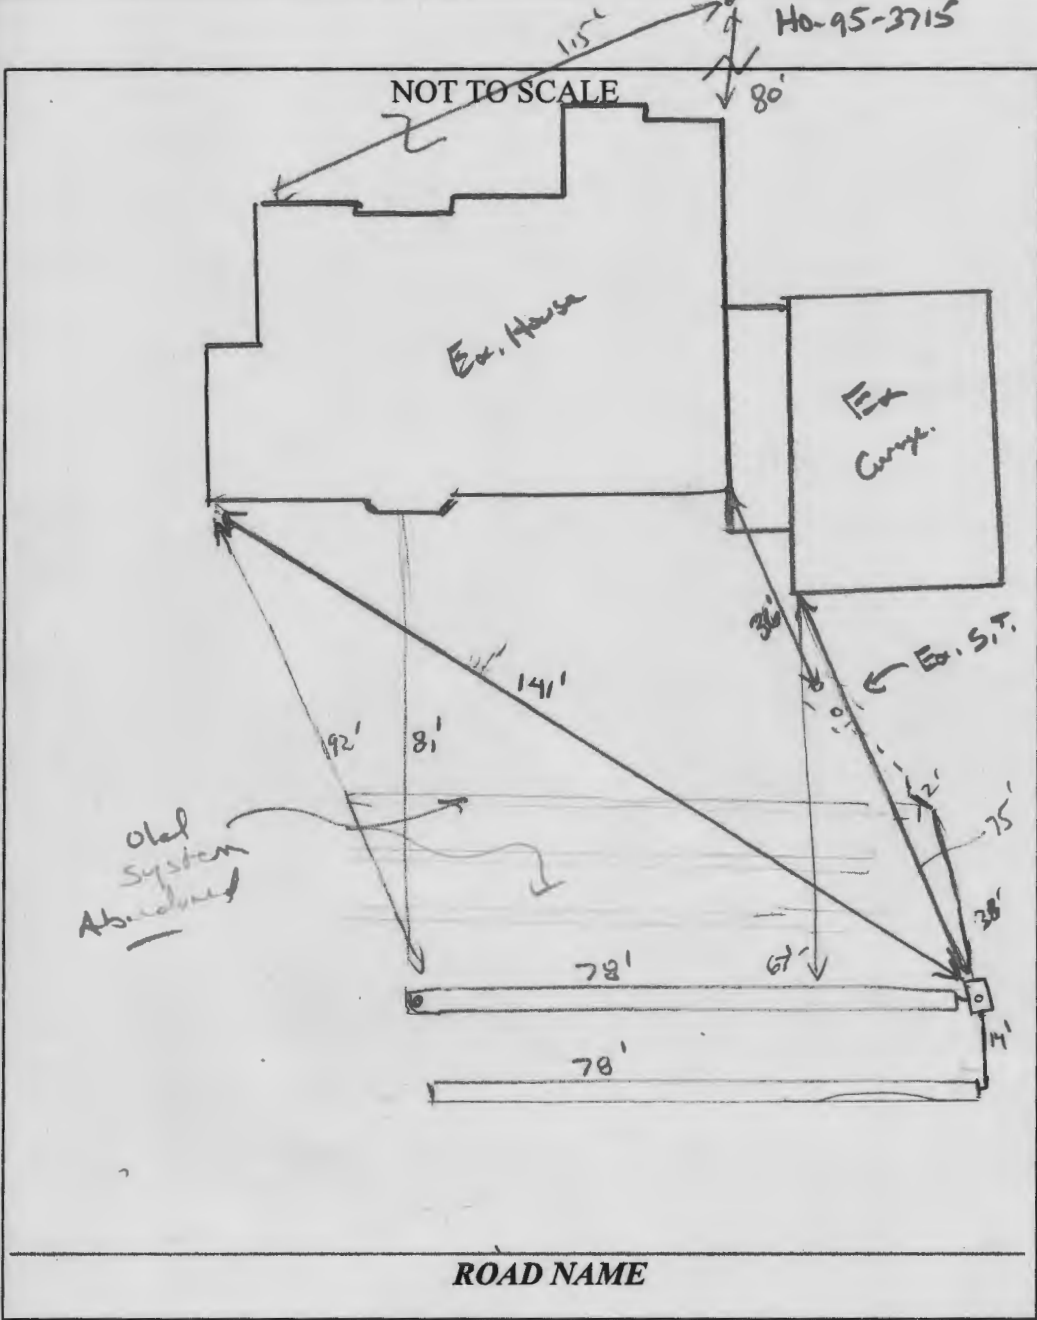 Ho-95-3715
115'
NOT TO SCALE
80'
Ex. House
Ex
Garage.
36'
Ex. S.T.
141'
92'
81'
2'
75'
Old
System
Abandoned
38'
78'
67'
14'
78'
ROAD NAME